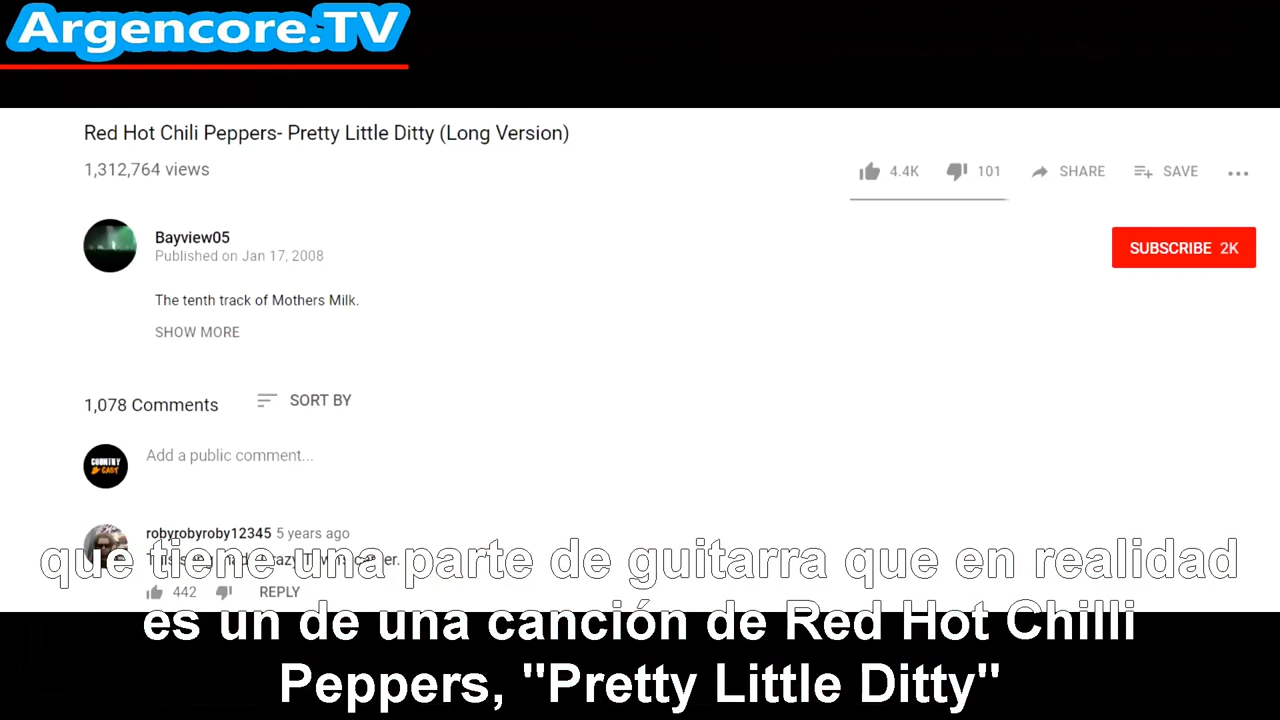 Argencore.TV
Red Hot Chili Peppers- Pretty Little Ditty (Long Version)
1,312,764 views
4.4K 101 SHARE SAVE
Bayview05
Published on Jan 17, 2008
SUBSCRIBE 2K
The tenth track of Mothers Milk.
SHOW MORE
1,078 Comments SORT BY
COUNTRY CAST
Add a public comment...
robyrobyroby12345 5 years ago
442 REPLY
que tiene una parte de guitarra que en realidad
es un de una canción de Red Hot Chilli
Peppers, "Pretty Little Ditty"